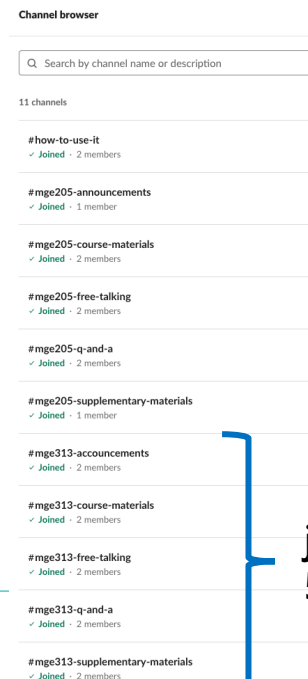 Channel browser
Search by channel name or description
11 channels
#how-to-use-it
✓ Joined · 2 members
#mge205-announcements
✓ Joined · 1 member
#mge205-course-materials
✓ Joined · 2 members
#mge205-free-talking
✓ Joined · 2 members
#mge205-q-and-a
✓ Joined · 2 members
#mge205-supplementary-materials
✓ Joined · 1 member
#mge313-accouncements
✓ Joined · 2 members
#mge313-course-materials
✓ Joined · 2 members
#mge313-free-talking
✓ Joined · 2 members
#mge313-q-and-a
✓ Joined · 2 members
#mge313-supplementary-materials
✓ Joined · 2 members